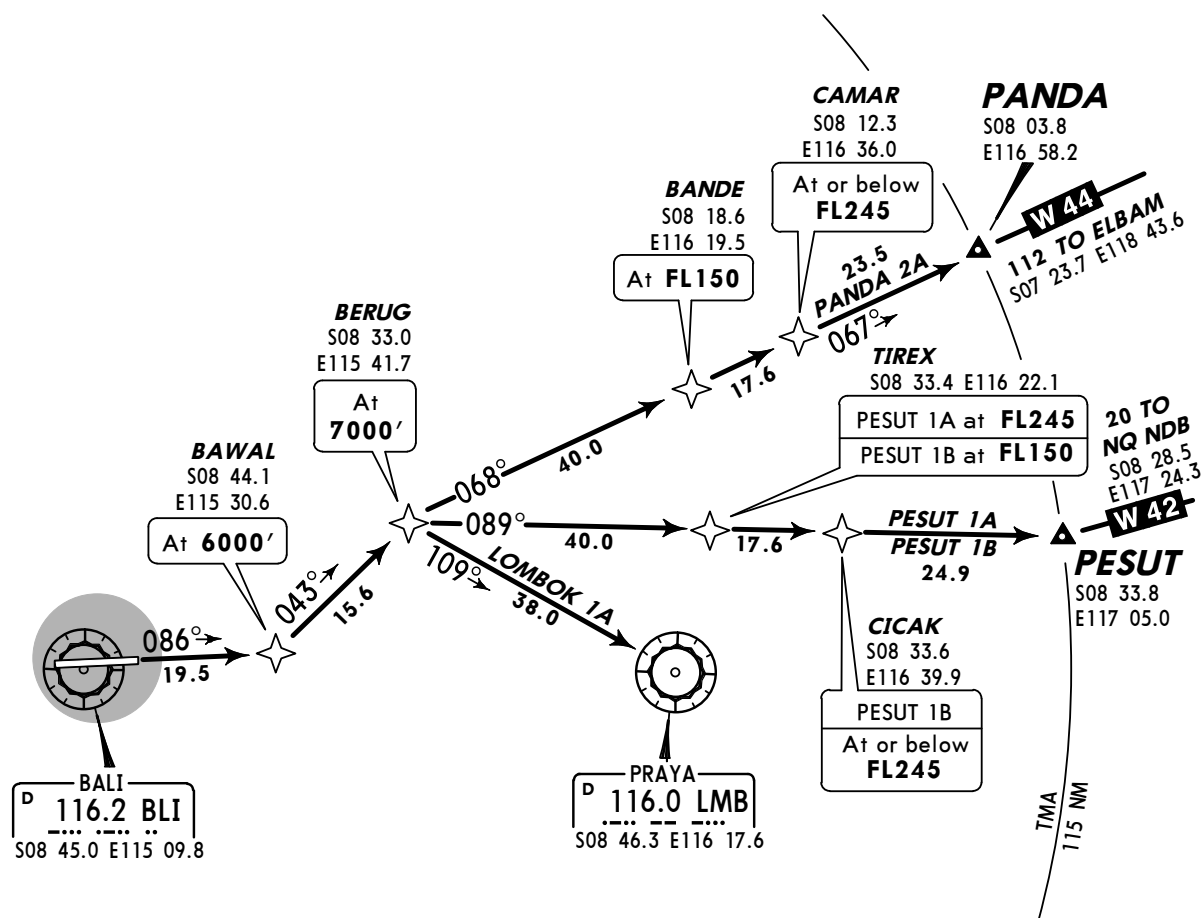 CAMAR
S08 12.3
E116 36.0
At or below
FL245
PANDA
S08 03.8
E116 58.2
W 44
112 TO ELBAM
S07 23.7 E118 43.6
BANDE
S08 18.6
E116 19.5
At FL150
23.5
PANDA 2A
067°
17.6
BERUG
S08 33.0
E115 41.7
At
7000'
068°
40.0
TIREX
S08 33.4 E116 22.1
PESUT 1A at FL245
PESUT 1B at FL150
20 TO
NQ NDB
S08 28.5
E117 24.3
W 42
BAWAL
S08 44.1
E115 30.6
At 6000'
043°
15.6
089°
40.0
17.6
PESUT 1A
PESUT 1B
24.9
PESUT
S08 33.8
E117 05.0
109°
LOMBOK 1A
38.0
086°
19.5
CICAK
S08 33.6
E116 39.9
PESUT 1B
At or below
FL245
BALI
D 116.2 BLI
S08 45.0 E115 09.8
PRAYA
D 116.0 LMB
S08 46.3 E116 17.6
TMA
115 NM